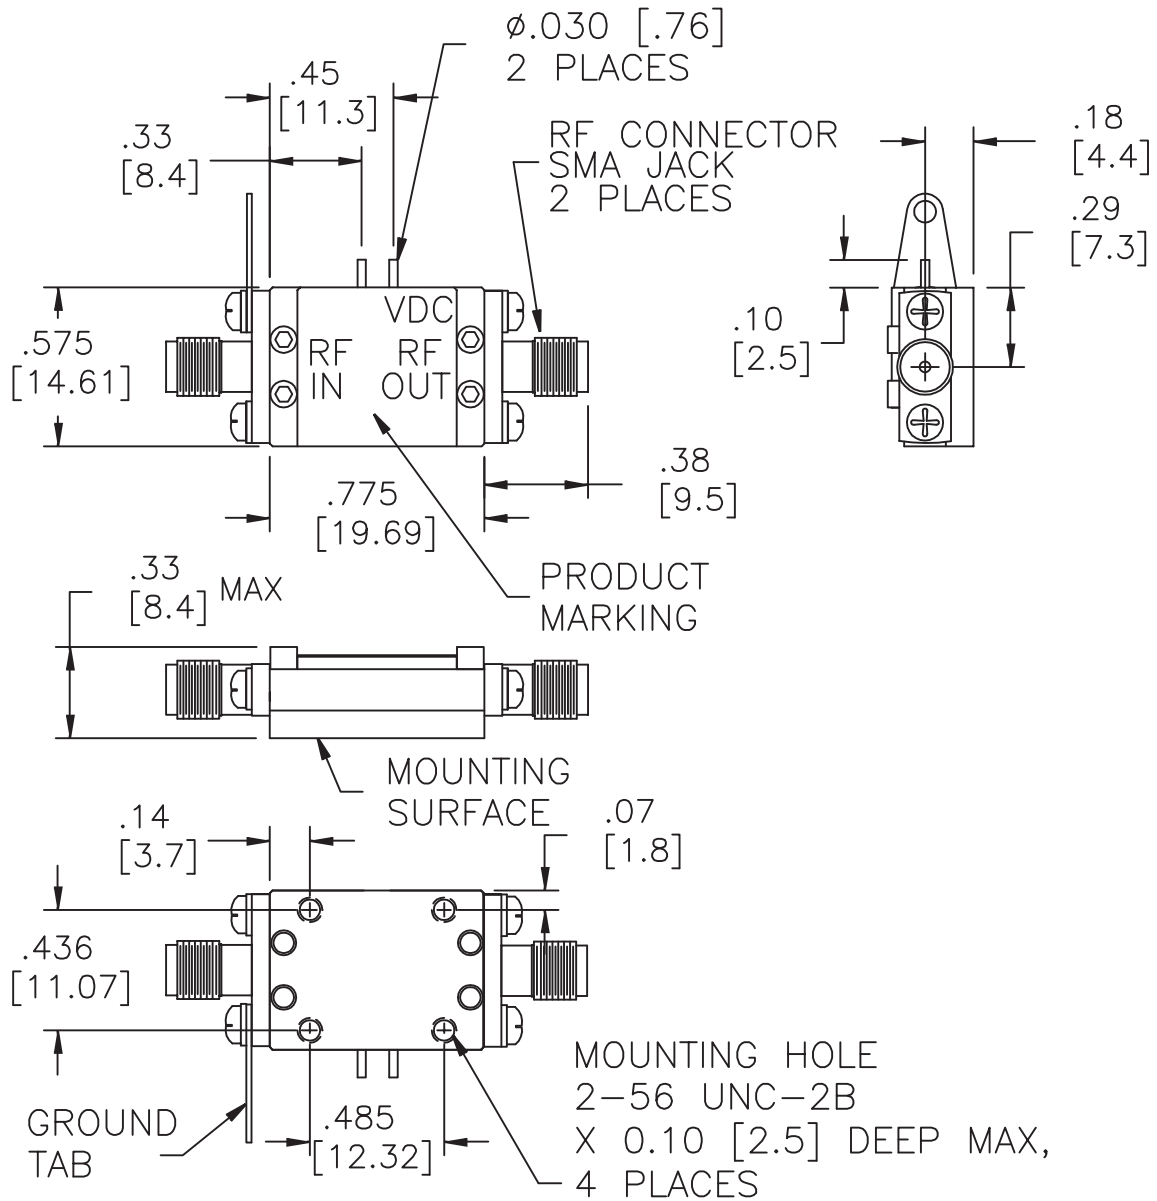 ⌀.030 [.76]
2 PLACES
.45
[11.3]
.33
[8.4]
RF CONNECTOR
SMA JACK
2 PLACES
.18
[4.4]
.29
[7.3]
VDC
RF
IN
RF
OUT
.575
[14.61]
.10
[2.5]
.38
[9.5]
.775
[19.69]
.33
[8.4] MAX
PRODUCT
MARKING
MOUNTING
SURFACE
.14
[3.7]
.07
[1.8]
.436
[11.07]
.485
[12.32]
GROUND
TAB
MOUNTING HOLE
2-56 UNC-2B
X 0.10 [2.5] DEEP MAX,
4 PLACES